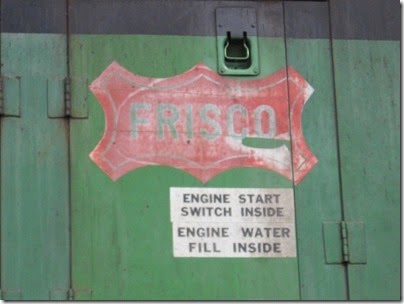 FRISCO
ENGINE START
SWITCH INSIDE
ENGINE WATER
FILL INSIDE